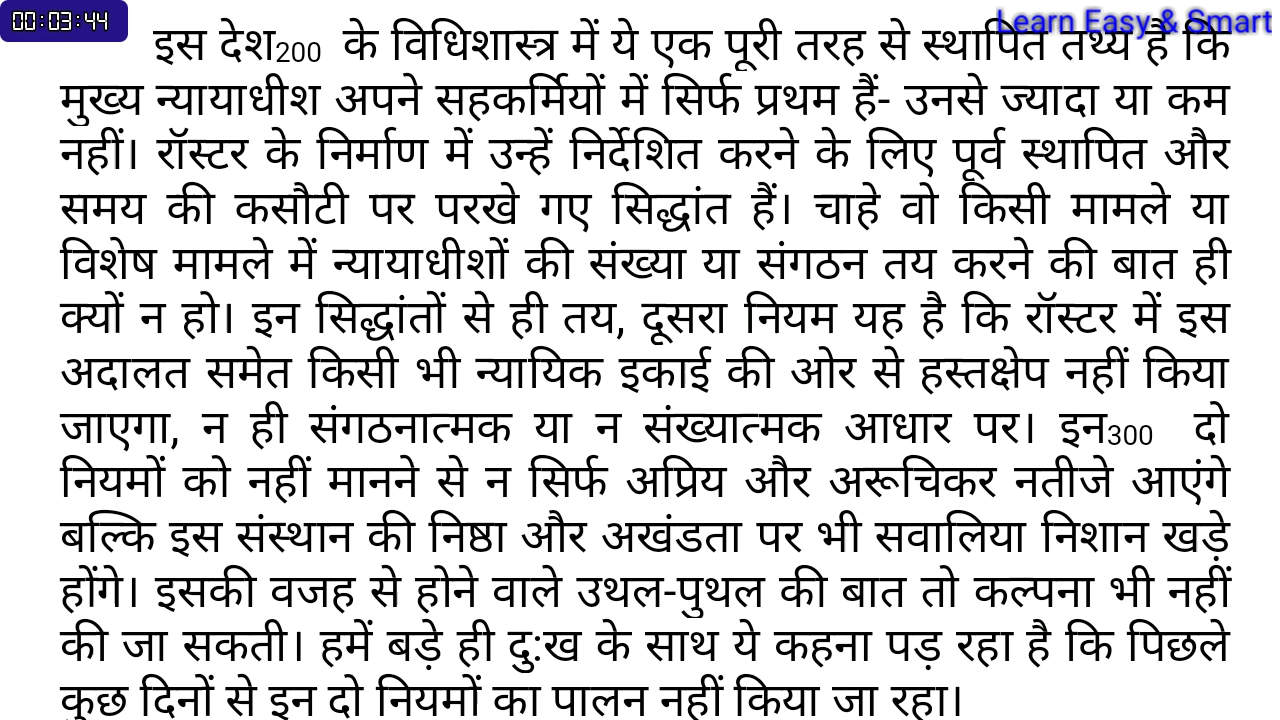 00:03:44
Learn Easy & Smart
इस देश200 के विधिशास्त्र में ये एक पूरी तरह से स्थापित तथ्य है कि
मुख्य न्यायाधीश अपने सहकर्मियों में सिर्फ प्रथम हैं- उनसे ज्यादा या कम
नहीं। रॉस्टर के निर्माण में उन्हें निर्देशित करने के लिए पूर्व स्थापित और
समय की कसौटी पर परखे गए सिद्धांत हैं। चाहे वो किसी मामले या
विशेष मामले में न्यायाधीशों की संख्या या संगठन तय करने की बात ही
क्यों न हो। इन सिद्धांतों से ही तय, दूसरा नियम यह है कि रॉस्टर में इस
अदालत समेत किसी भी न्यायिक इकाई की ओर से हस्तक्षेप नहीं किया
जाएगा, न ही संगठनात्मक या न संख्यात्मक आधार पर। इन300 दो
नियमों को नहीं मानने से न सिर्फ अप्रिय और अरूचिकर नतीजे आएंगे
बल्कि इस संस्थान की निष्ठा और अखंडता पर भी सवालिया निशान खड़े
होंगे। इसकी वजह से होने वाले उथल-पुथल की बात तो कल्पना भी नहीं
की जा सकती। हमें बड़े ही दु:ख के साथ ये कहना पड़ रहा है कि पिछले
कुछ दिनों से इन दो नियमों का पालन नहीं किया जा रहा।